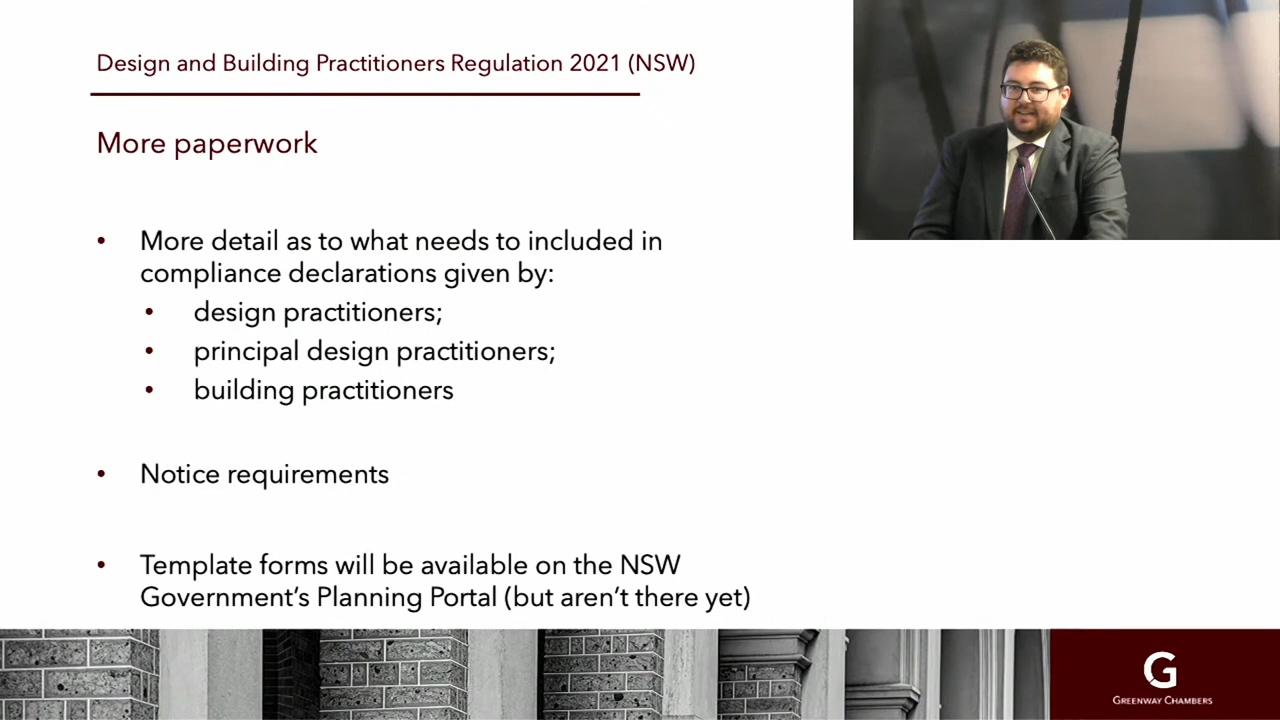 Design and Building Practitioners Regulation 2021 (NSW)
More paperwork
• More detail as to what needs to included in
compliance declarations given by:
• design practitioners;
• principal design practitioners;
• building practitioners
• Notice requirements
• Template forms will be available on the NSW
Government’s Planning Portal (but aren’t there yet)
G
GREENWAY CHAMBERS